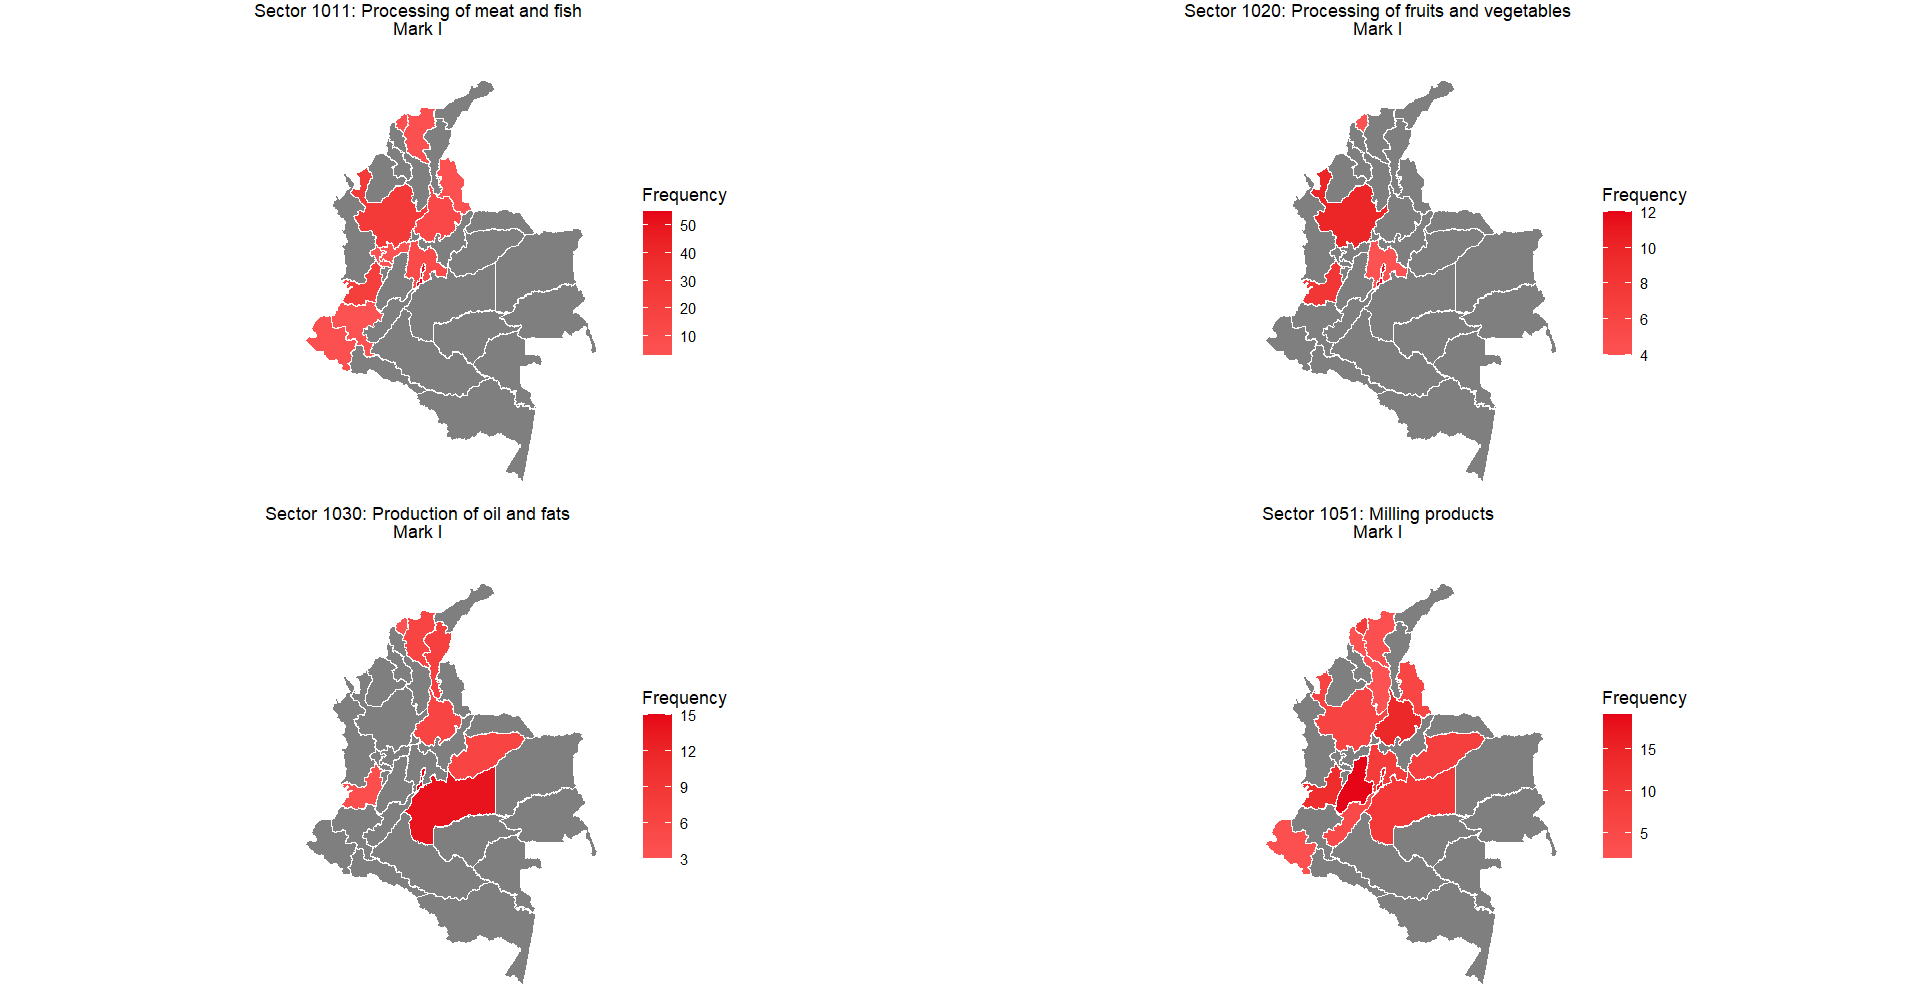 Sector 1011: Processing of meat and fish
Mark I
Frequency
50
40
30
20
10
Sector 1020: Processing of fruits and vegetables
Mark I
Frequency
12
10
8
6
4
Sector 1030: Production of oil and fats
Mark I
Frequency
15
12
9
6
3
Sector 1051: Milling products
Mark I
Frequency
15
10
5